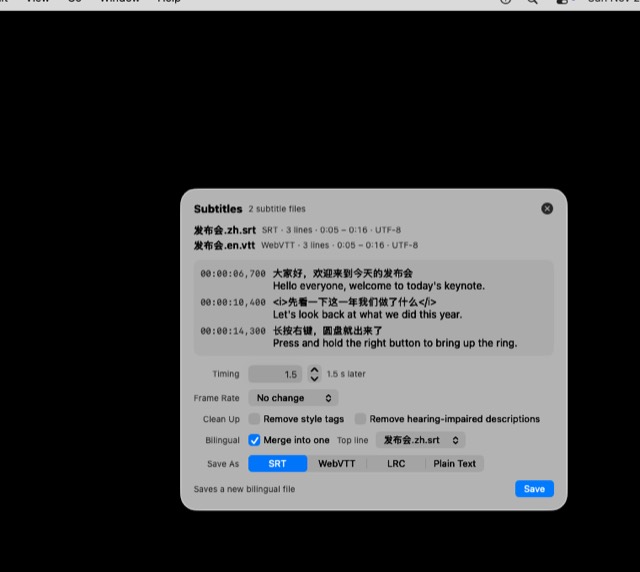 View Go Window Help
Subtitles 2 subtitle files
发布会.zh.srt SRT · 3 lines · 0:05 – 0:16 · UTF-8
发布会.en.vtt WebVTT · 3 lines · 0:05 – 0:16 · UTF-8
00:00:06,700 大家好，欢迎来到今天的发布会
Hello everyone, welcome to today's keynote.
00:00:10,400 <i>先看一下这一年我们做了什么</i>
Let's look back at what we did this year.
00:00:14,300 长按右键，圆盘就出来了
Press and hold the right button to bring up the ring.
Timing 1.5 1.5 s later
Frame Rate No change
Clean Up Remove style tags Remove hearing-impaired descriptions
Bilingual Merge into one Top line 发布会.zh.srt
Save As SRT WebVTT LRC Plain Text
Saves a new bilingual file Save